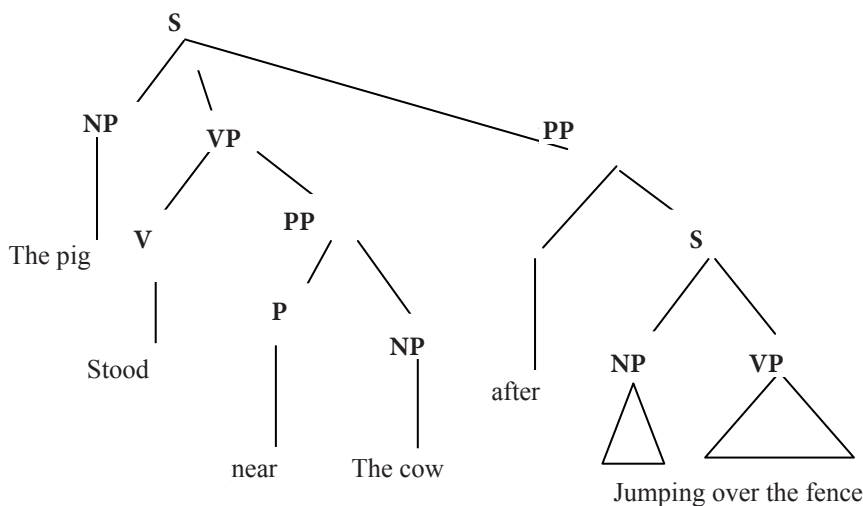 S
NP
VP
PP
V
PP
S
The pig
P
NP
NP
VP
Stood
after
near
The cow
Jumping over the fence